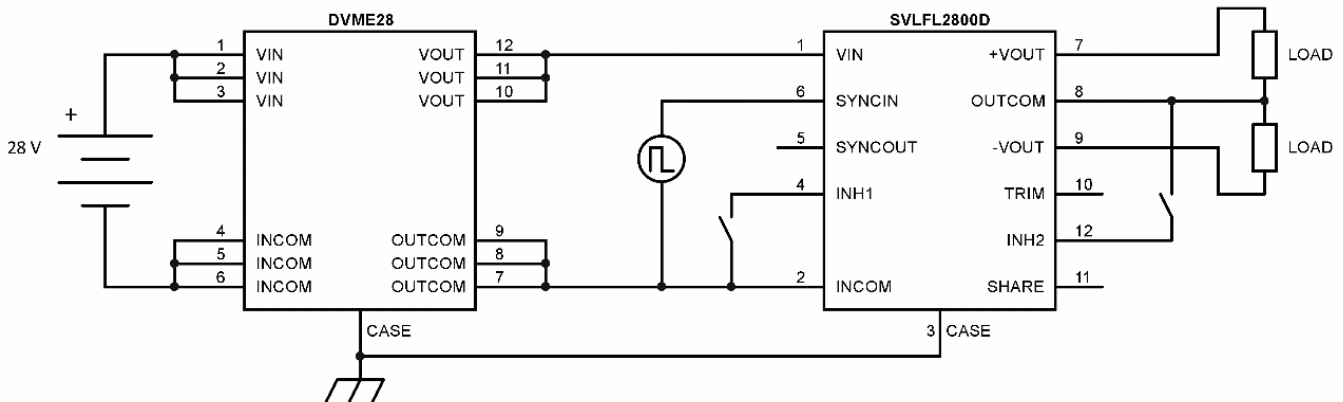 DVME28
SVLFL2800D
1 VIN VOUT 12
2 VIN VOUT 11
3 VIN VOUT 10
4 INCOM OUTCOM 9
5 INCOM OUTCOM 8
6 INCOM OUTCOM 7
CASE
+
28 V
1 VIN +VOUT 7
6 SYNCIN OUTCOM 8
5 SYNCOUT -VOUT 9
4 INH1 TRIM 10
INH2 12
2 INCOM SHARE 11
3 CASE
LOAD
LOAD